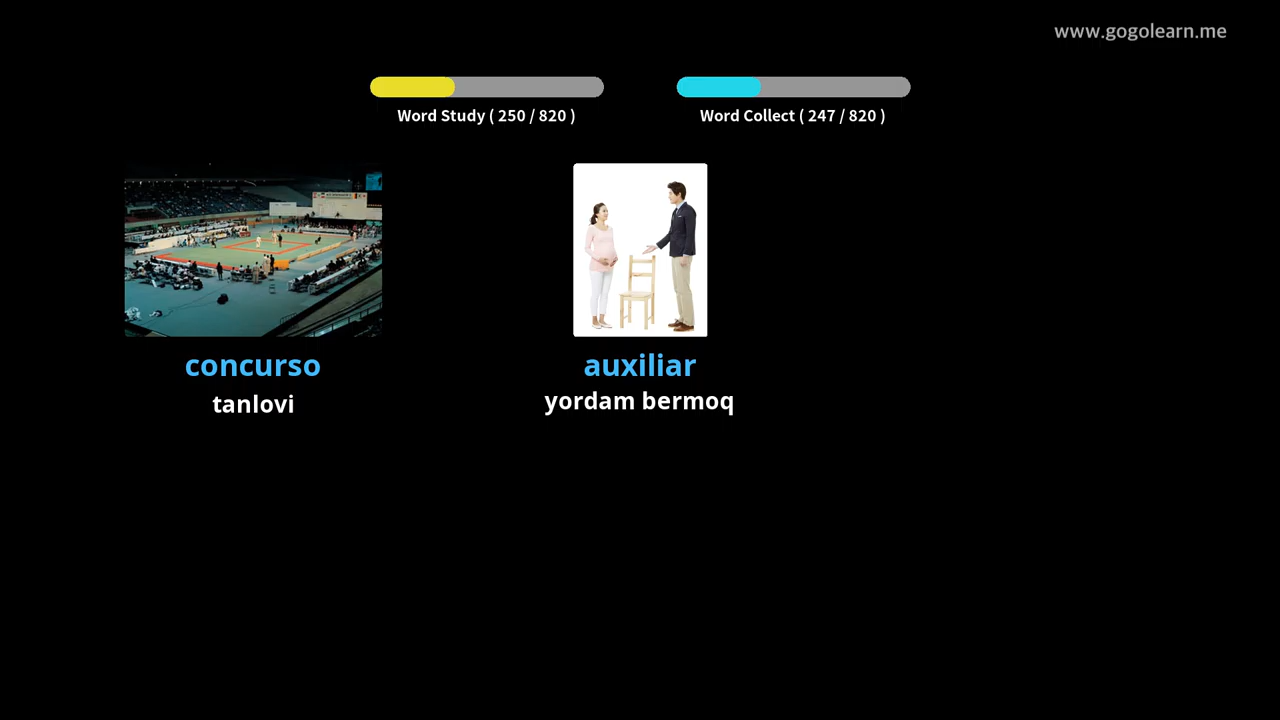 www.gogolearn.me
Word Study ( 250 / 820 )
Word Collect ( 247 / 820 )
concurso
auxiliar
tanlovi
yordam bermoq